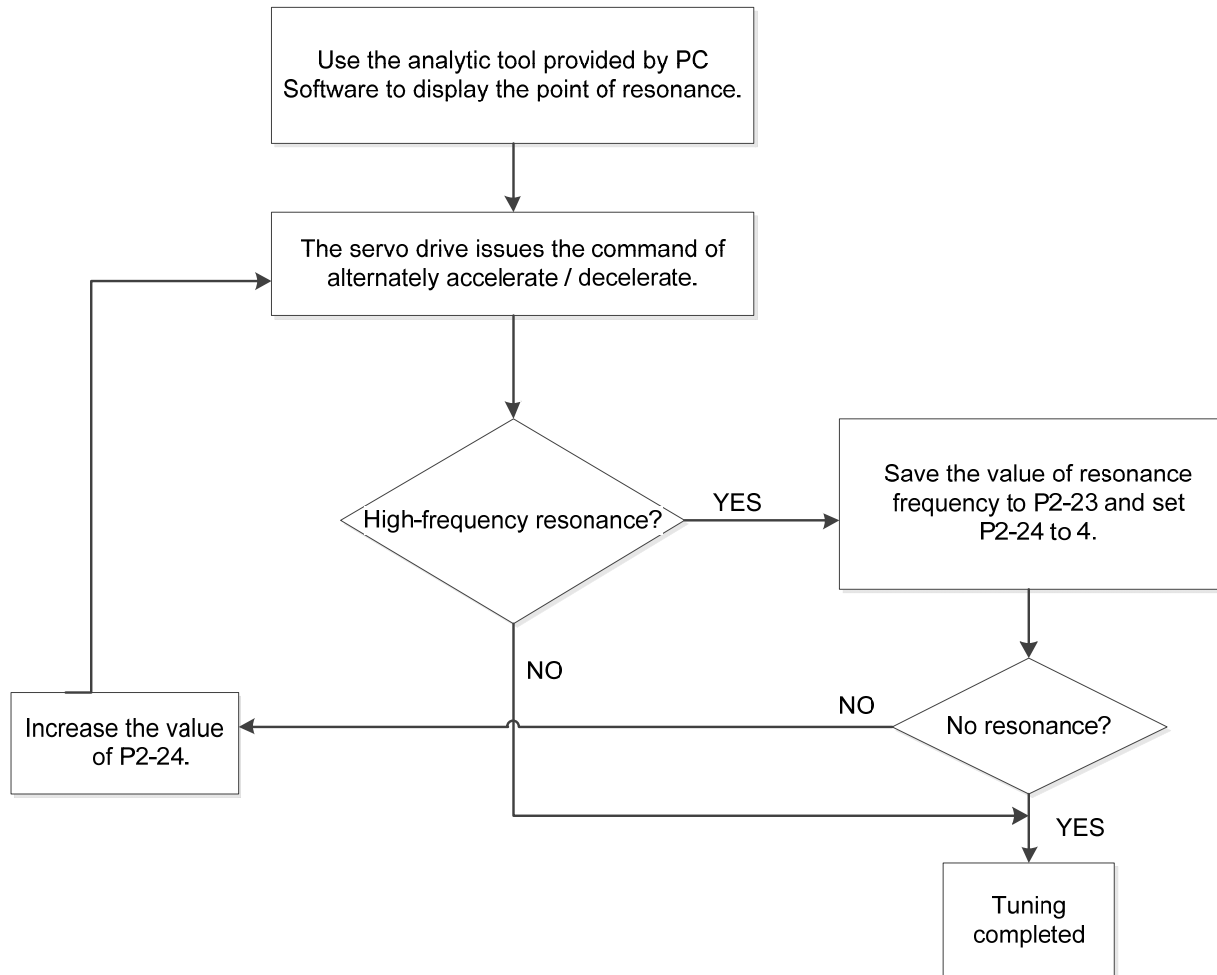 Use the analytic tool provided by PC
Software to display the point of resonance.
The servo drive issues the command of
alternately accelerate / decelerate.
High-frequency resonance?
YES
Save the value of resonance
frequency to P2-23 and set
P2-24 to 4.
NO
NO
No resonance?
Increase the value
of P2-24.
YES
Tuning
completed